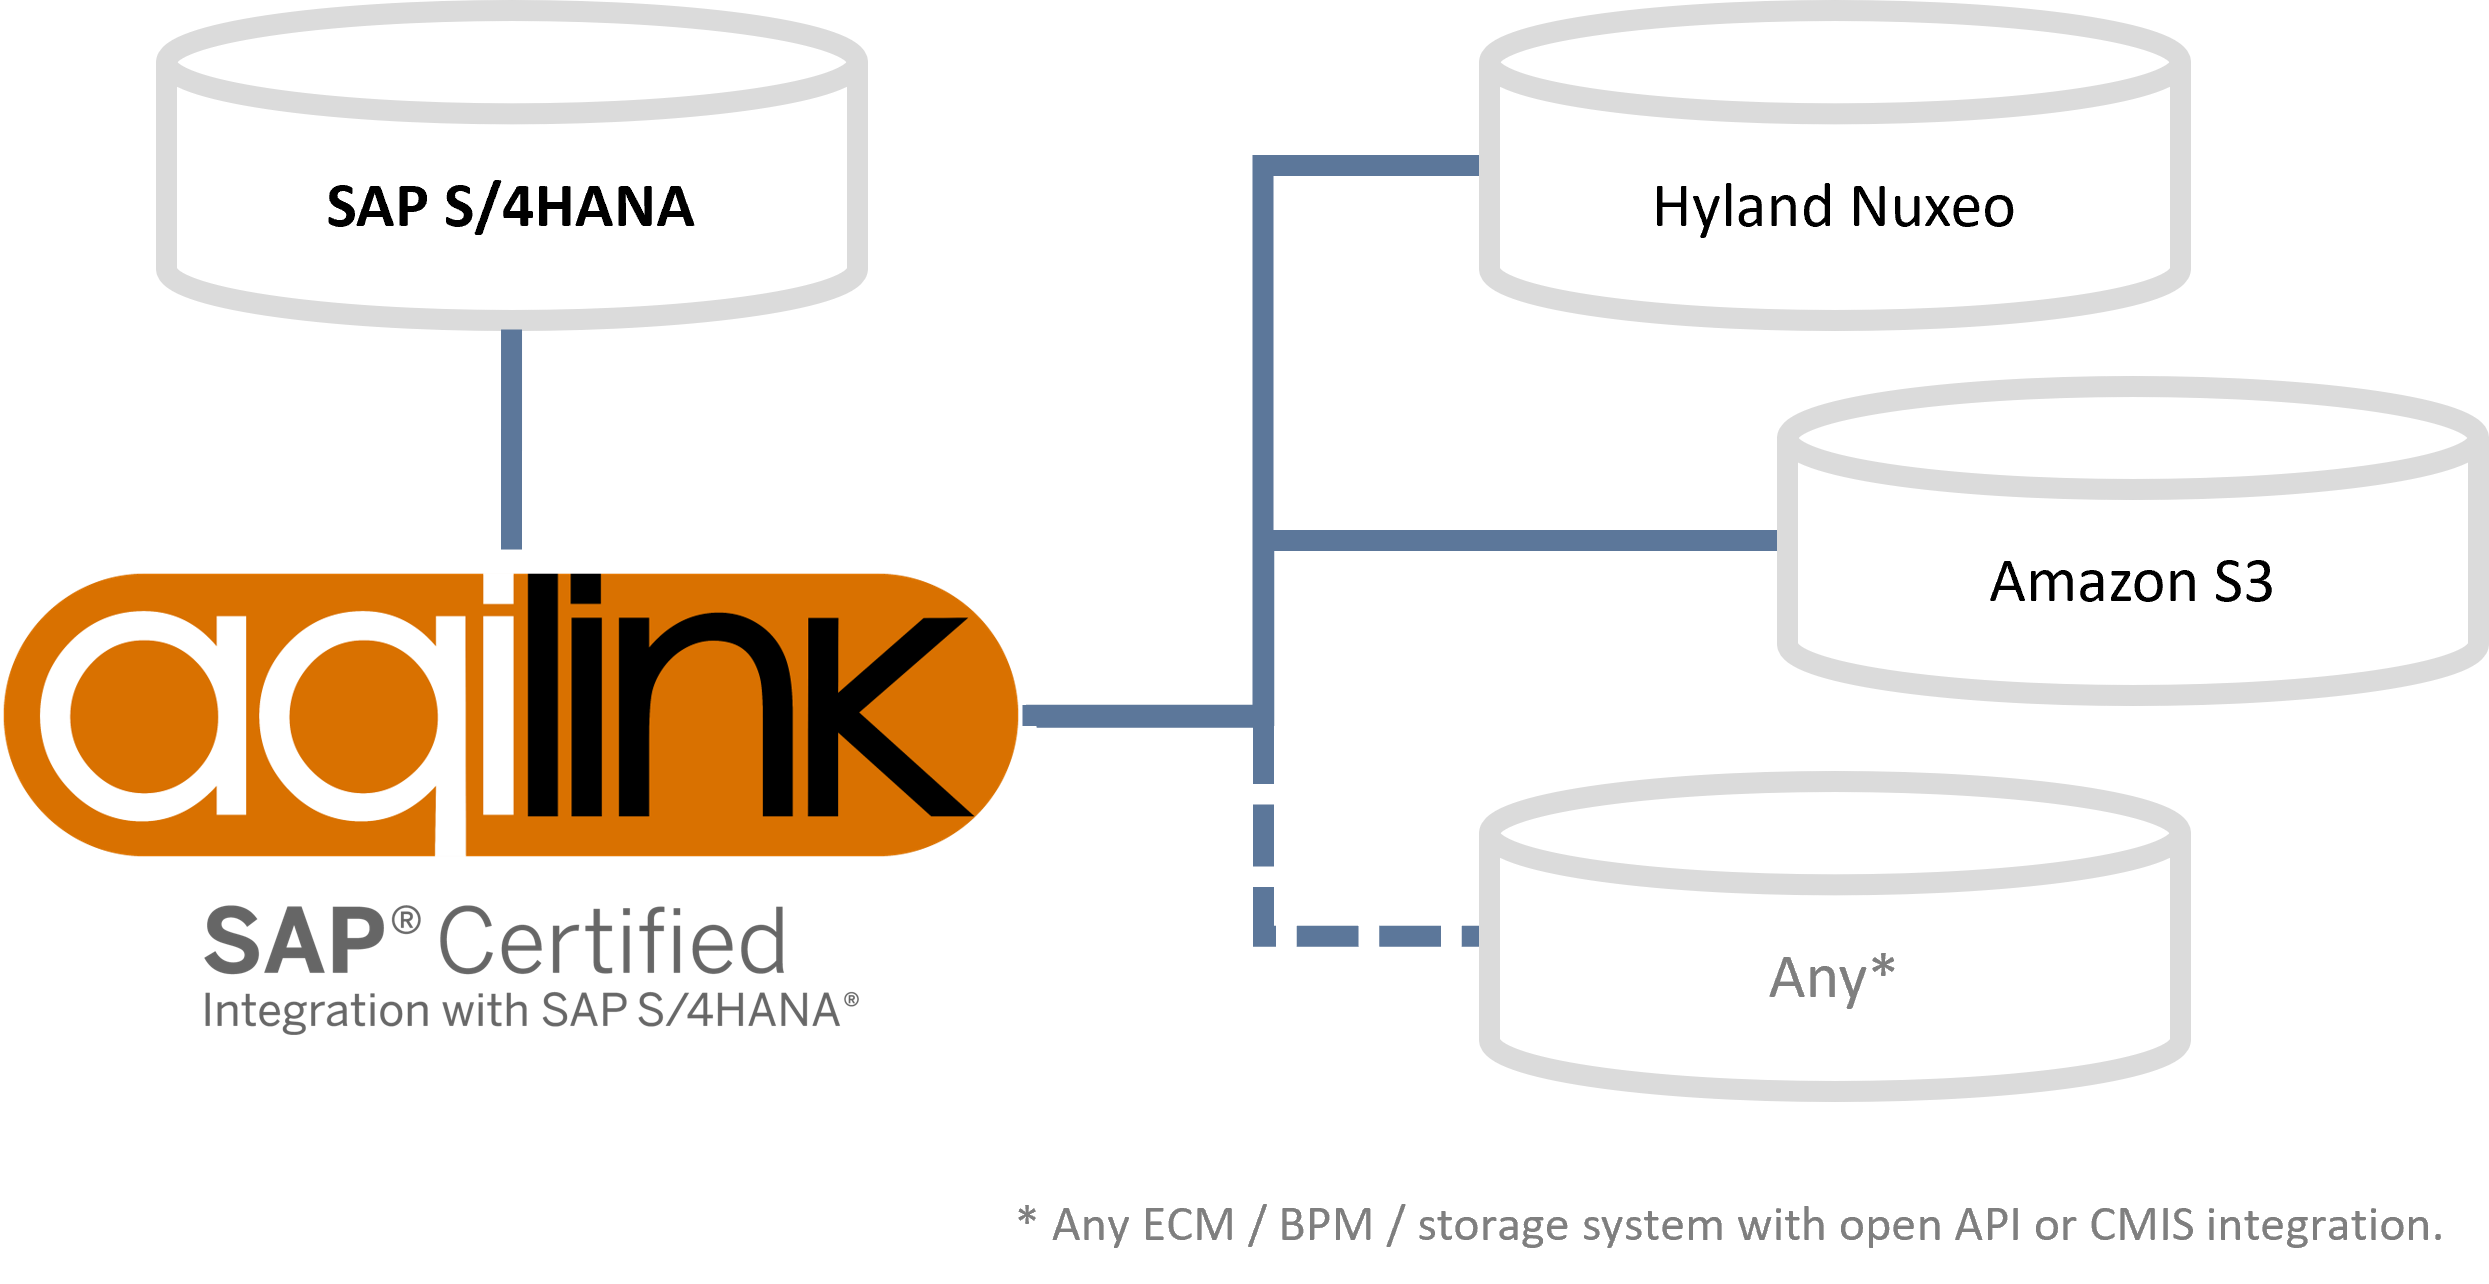 SAP S/4HANA
Hyland Nuxeo
Amazon S3
aqilink
SAP® Certified
Integration with SAP S/4HANA®
Any*
* Any ECM / BPM / storage system with open API or CMIS integration.